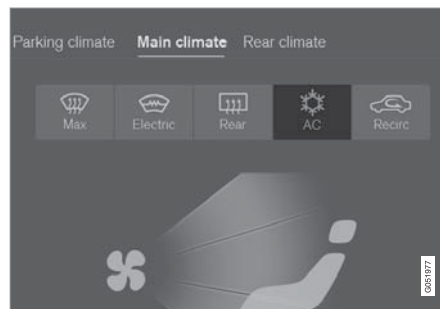 Parking climate Main climate Rear climate
Max Electric Rear AC Recirc
G051977